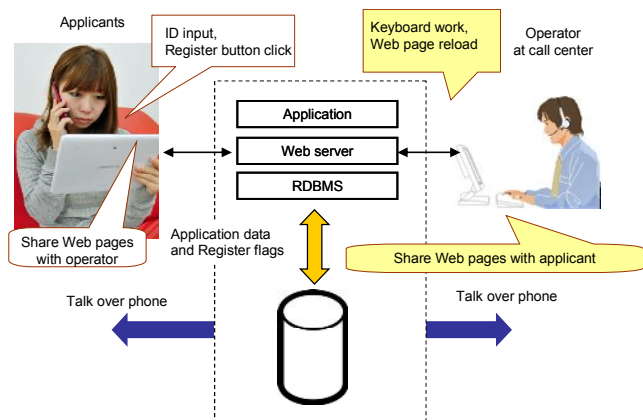 Applicants
ID input,
Register button click
Keyboard work,
Web page reload
Operator
at call center
Application
Web server
RDBMS
Share Web pages
with operator
Application data
and Register flags
Share Web pages with applicant
Talk over phone
Talk over phone